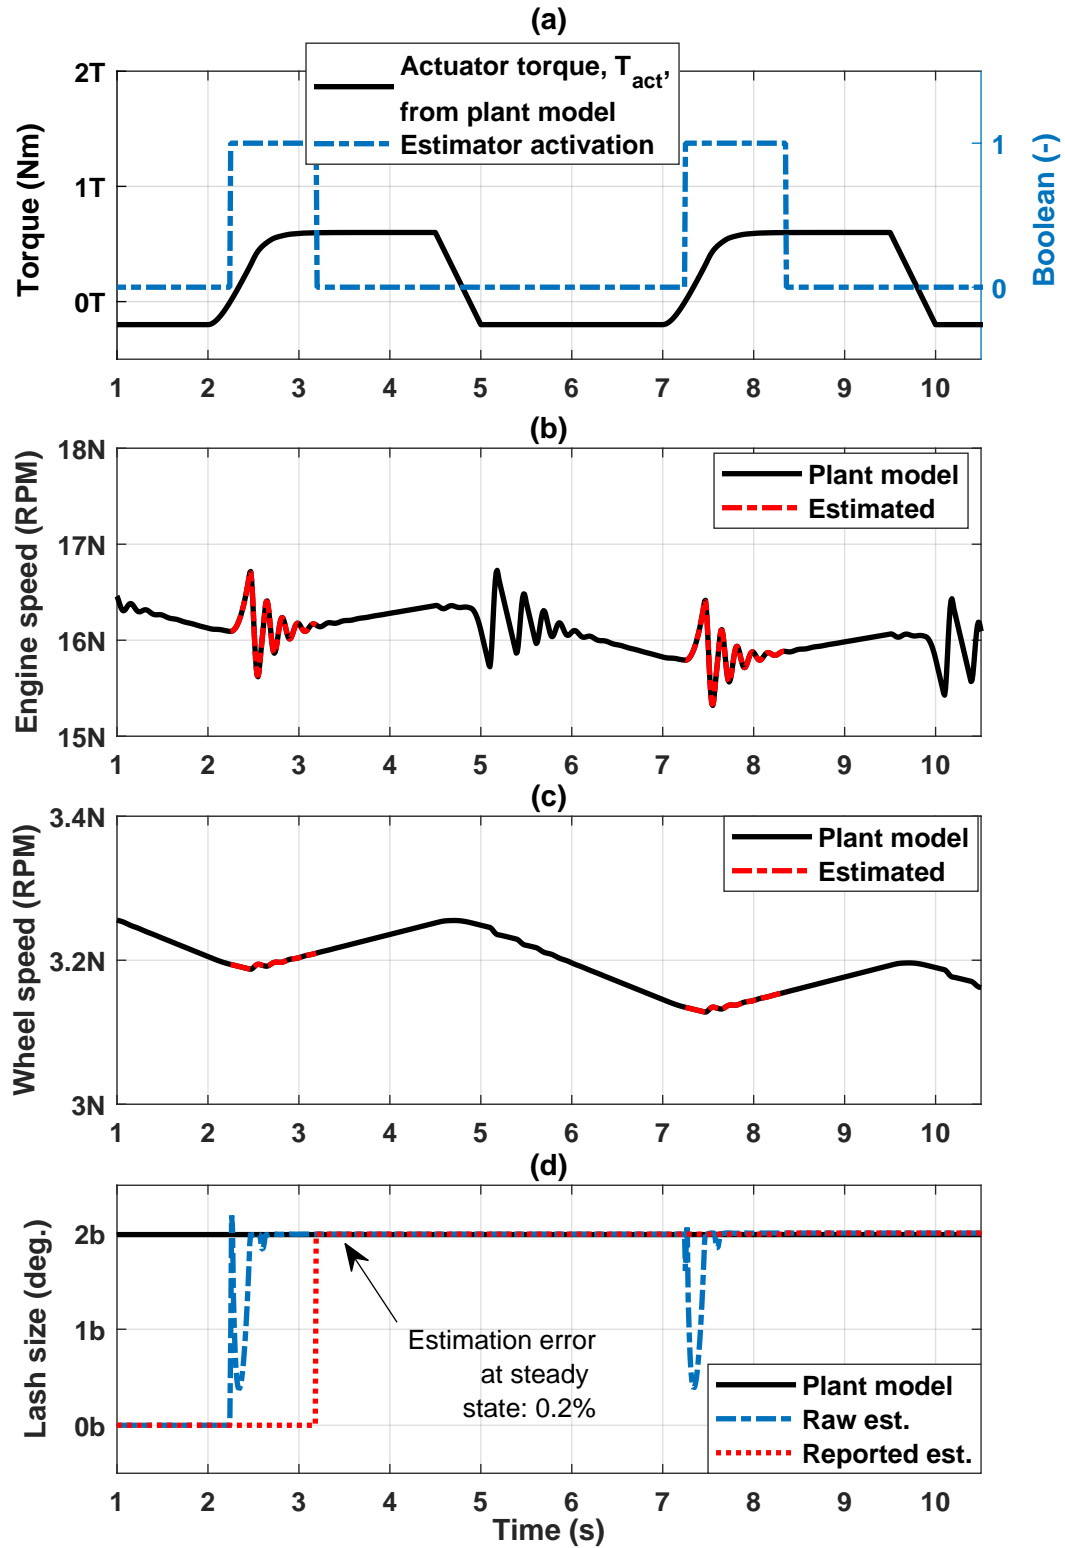 (a)
Actuator torque, T_act,
from plant model
Estimator activation
2T
1T
0T
Torque (Nm)
1
0
Boolean (-)
1 2 3 4 5 6 7 8 9 10
(b)
Plant model
Estimated
18N
17N
16N
15N
Engine speed (RPM)
1 2 3 4 5 6 7 8 9 10
(c)
Plant model
Estimated
3.4N
3.2N
3N
Wheel speed (RPM)
1 2 3 4 5 6 7 8 9 10
(d)
2b
1b
0b
Lash size (deg.)
Estimation error
at steady
state: 0.2%
Plant model
Raw est.
Reported est.
1 2 3 4 5 6 7 8 9 10
Time (s)